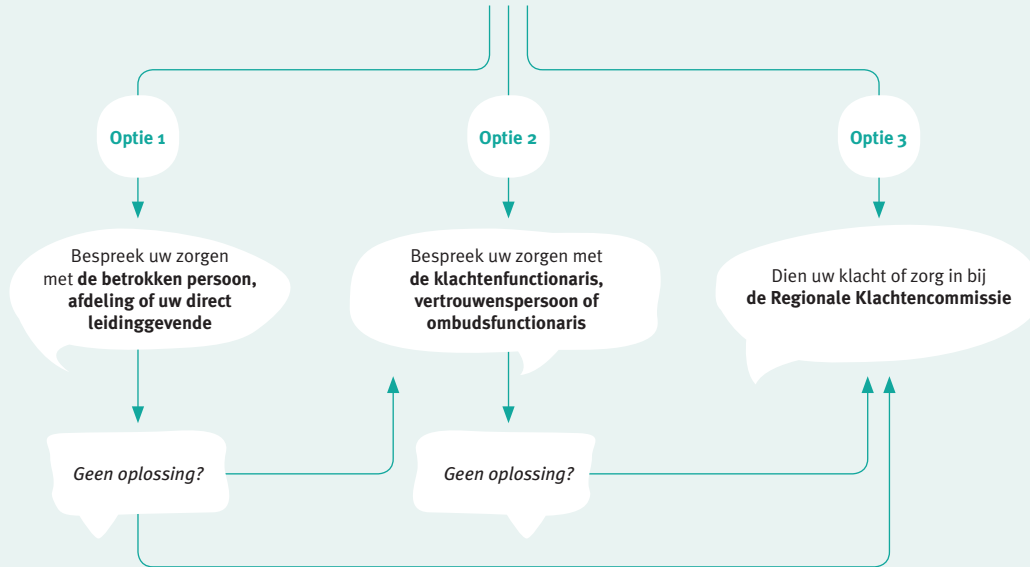 Optie 1
Optie 2
Optie 3
Bespreek uw zorgen
met de betrokken persoon,
afdeling of uw direct
leidinggevende
Bespreek uw zorgen met
de klachtenfunctionaris,
vertrouwenspersoon of
ombudsfunctionaris
Dien uw klacht of zorg in bij
de Regionale Klachtencommissie
Geen oplossing?
Geen oplossing?